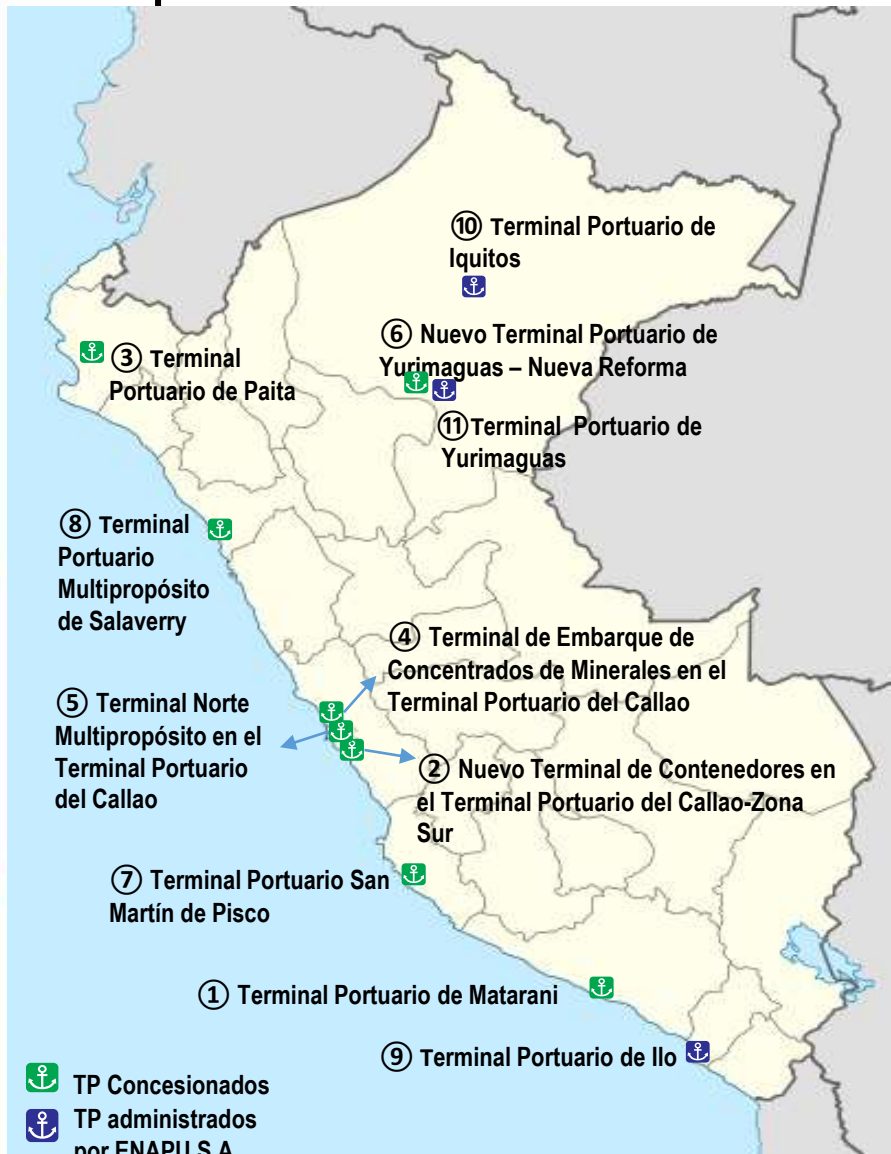 ⑩ Terminal Portuario de
Iquitos
⑥ Nuevo Terminal Portuario de
Yurimaguas – Nueva Reforma
③ Terminal
Portuario de Paita
⑪Terminal Portuario de
Yurimaguas
⑧ Terminal
Portuario
Multipropósito
de Salaverry
④ Terminal de Embarque de
Concentrados de Minerales en el
Terminal Portuario del Callao
⑤ Terminal Norte
Multipropósito en el
Terminal Portuario
del Callao
② Nuevo Terminal de Contenedores en
el Terminal Portuario del Callao-Zona
Sur
⑦ Terminal Portuario San
Martín de Pisco
① Terminal Portuario de Matarani
⑨ Terminal Portuario de Ilo
TP Concesionados
TP administrados
por ENAPU S.A.